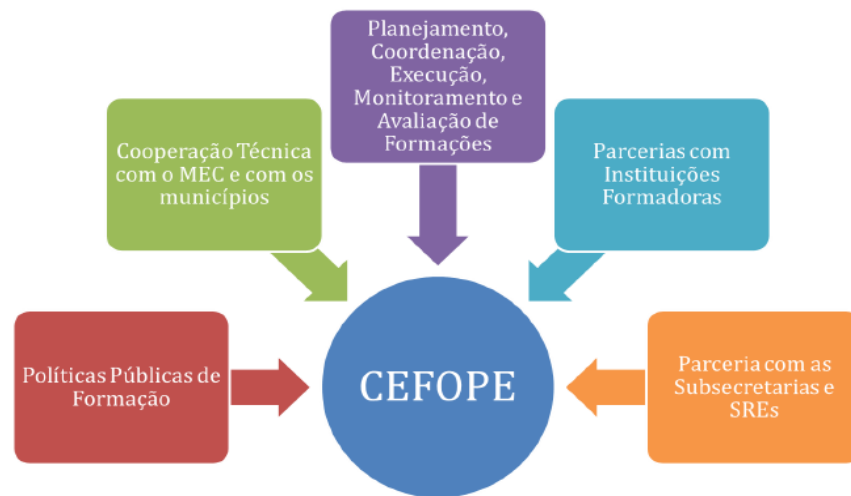 Planejamento,
Coordenação,
Execução,
Monitoramento e
Avaliação de
Formações
Cooperação Técnica
com o MEC e com os
municípios
Parcerias com
Instituições
Formadoras
Políticas Públicas de
Formação
CEFOPE
Parceria com as
Subsecretarias e
SREs